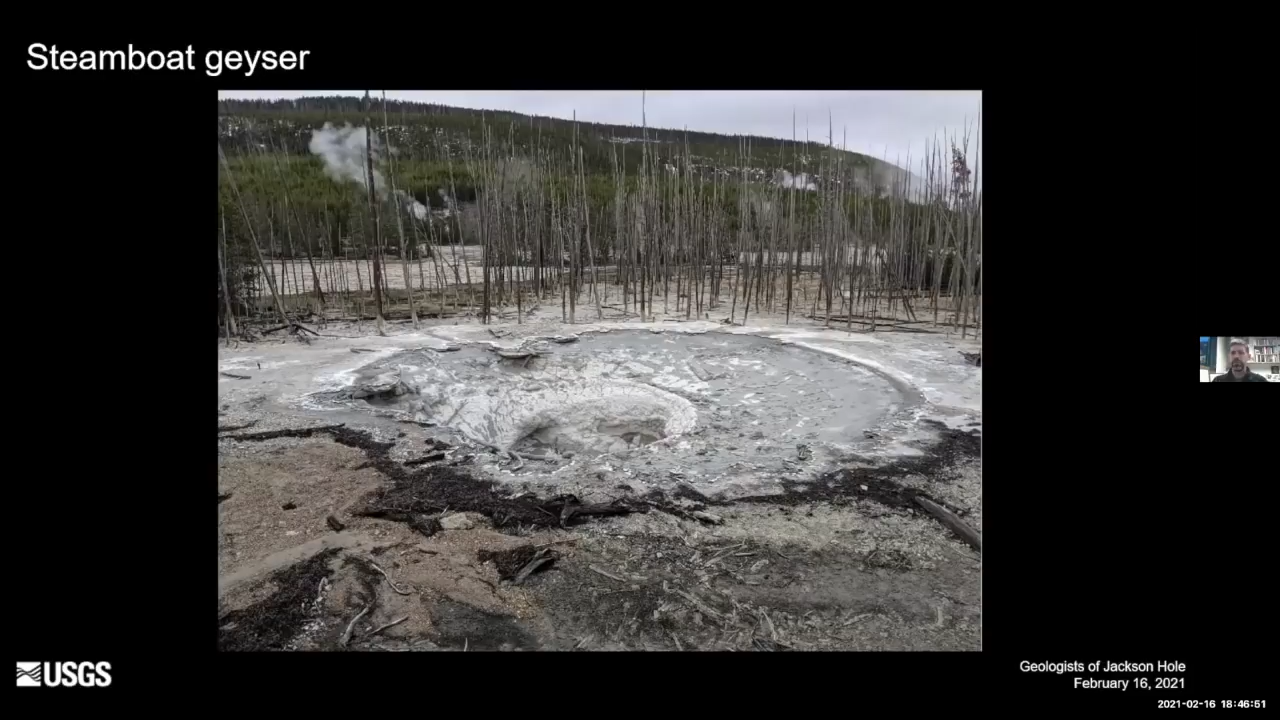 Steamboat geyser
USGS
Geologists of Jackson Hole
February 16, 2021
2021-02-16 18:46:51